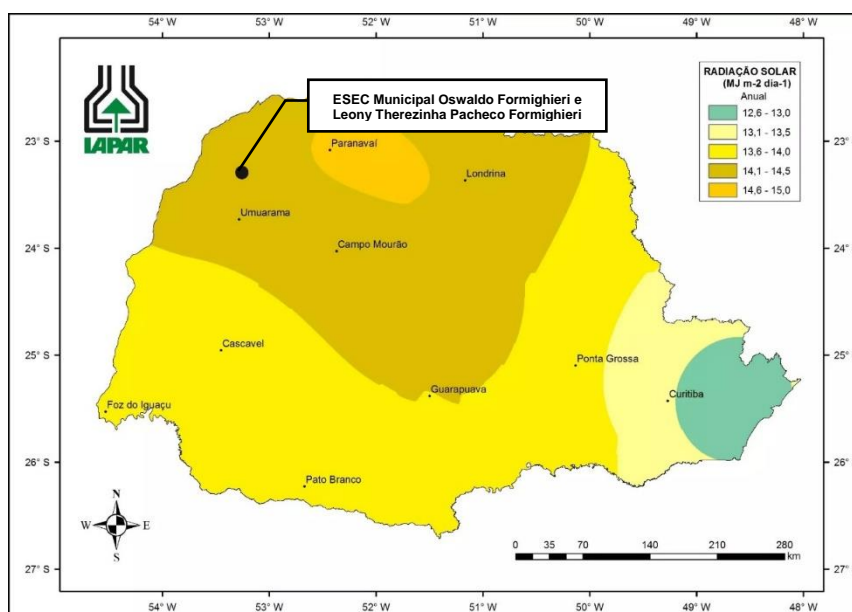 54° W 53° W 52° W 51° W 50° W 49° W 48° W
IAPAR
ESEC Municipal Oswaldo Formighieri e
Leony Therezinha Pacheco Formighieri
RADIAÇÃO SOLAR
(MJ m-2 dia-1)
Anual
12,6 - 13,0
13,1 - 13,5
13,6 - 14,0
14,1 - 14,5
14,6 - 15,0
23° S
23° S
Paranavaí
Londrina
Umuarama
24° S
24° S
Campo Mourão
Cascavel
25° S
25° S
Ponta Grossa
Guarapuava
Curitiba
Foz do Iguaçu
26° S
26° S
Pato Branco
N
W E
S
0 35 70 140 210 280
km
27° S
27° S
54° W 53° W 52° W 51° W 50° W 49° W 48° W